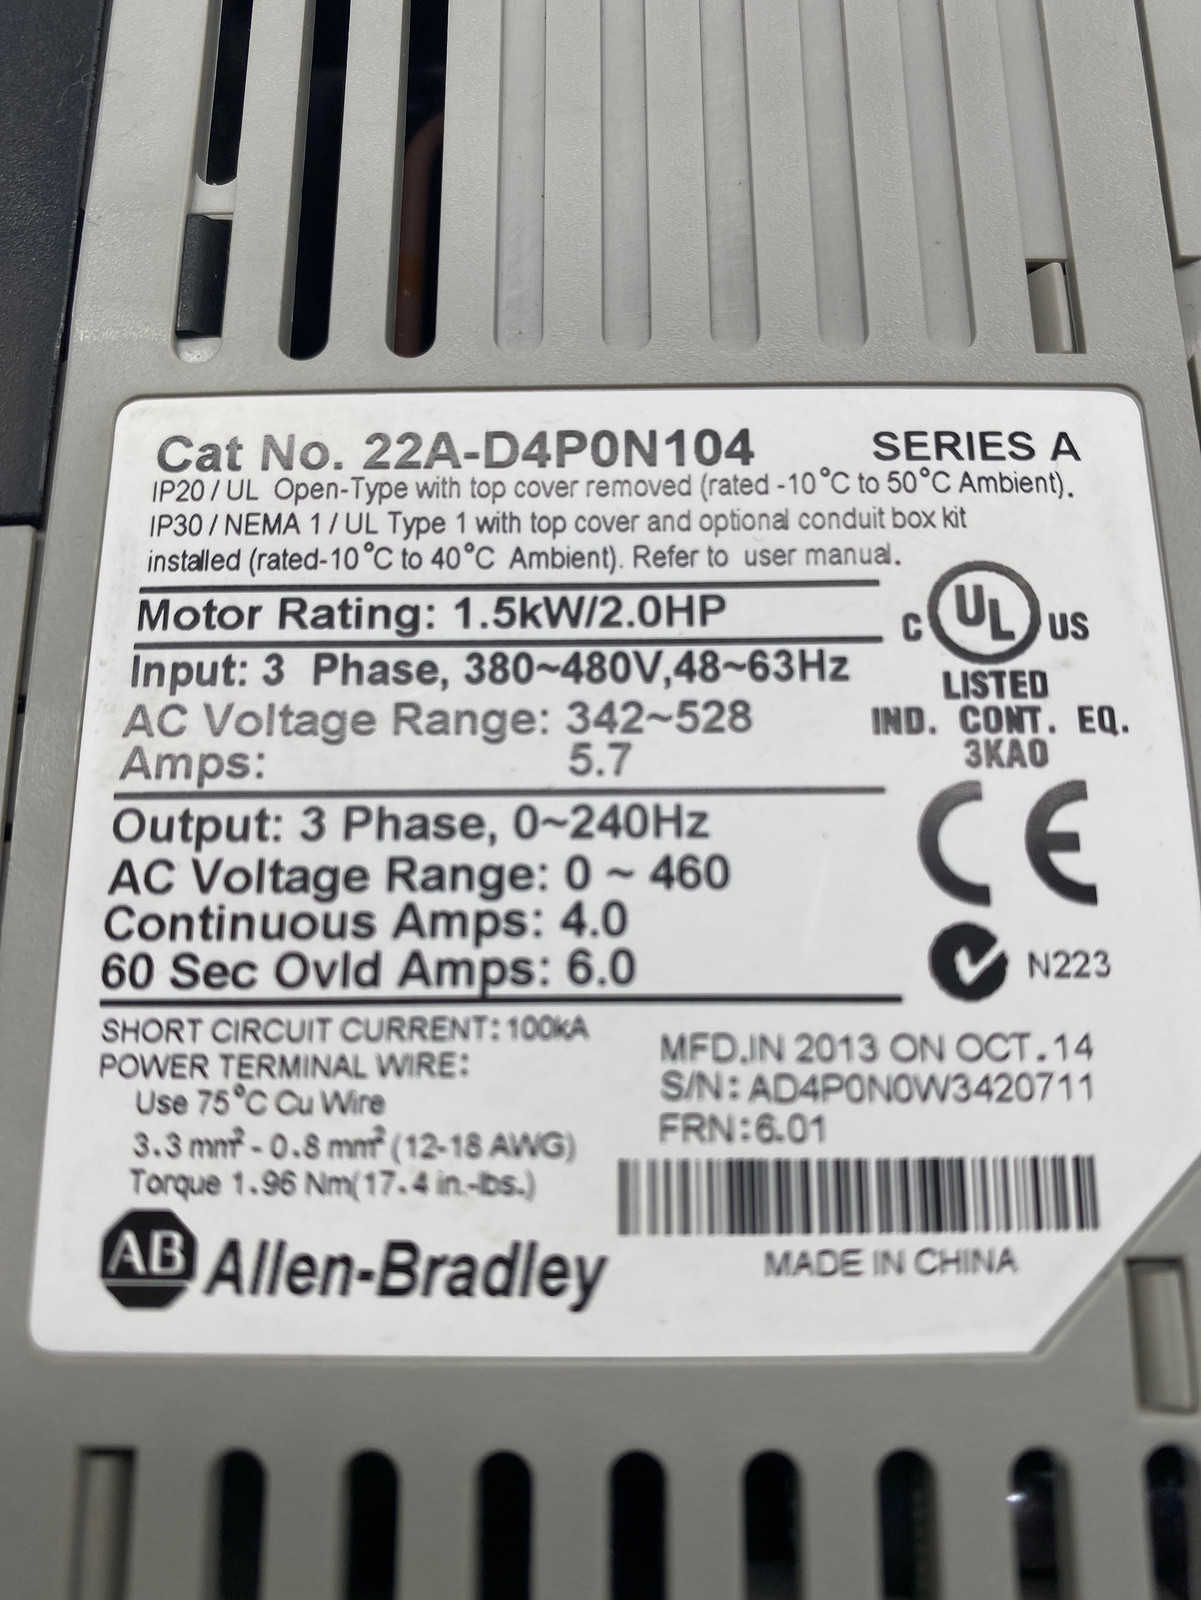 Cat No. 22A-D4P0N104 SERIES A
IP20 / UL Open-Type with top cover removed (rated -10°C to 50°C Ambient).
IP30 / NEMA 1 / UL Type 1 with top cover and optional conduit box kit
installed (rated-10°C to 40°C Ambient). Refer to user manual.
Motor Rating: 1.5kW/2.0HP
C UL US
LISTED
IND. CONT. EQ.
3KA0
Input: 3 Phase, 380~480V,48~63Hz
AC Voltage Range: 342~528
Amps: 5.7
Output: 3 Phase, 0~240Hz
AC Voltage Range: 0 ~ 460
Continuous Amps: 4.0
60 Sec Ovld Amps: 6.0
CE
N223
SHORT CIRCUIT CURRENT: 100kA
POWER TERMINAL WIRE:
Use 75°C Cu Wire
3.3 mm² - 0.8 mm² (12-18 AWG)
Torque 1.96 Nm(17.4 in.-lbs.)
MFD.IN 2013 ON OCT.14
S/N: AD4P0N0W3420711
FRN:6.01
MADE IN CHINA
AB Allen-Bradley